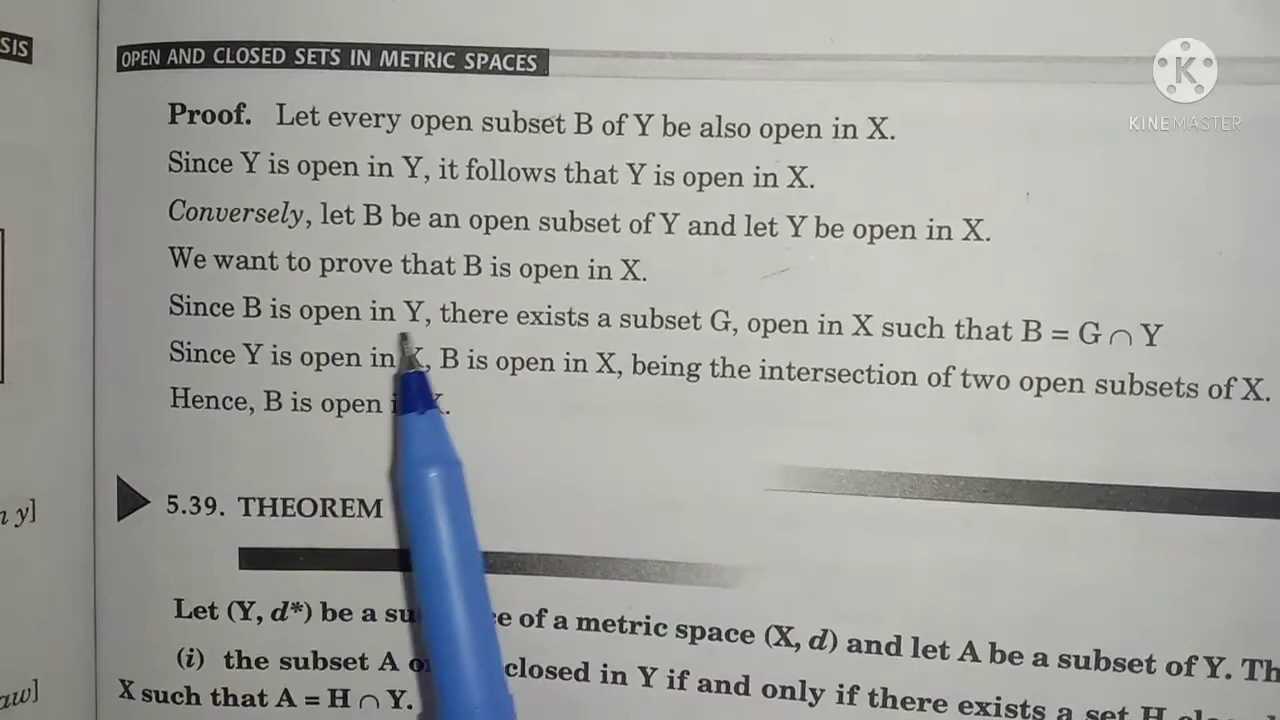 SIS
OPEN AND CLOSED SETS IN METRIC SPACES
K
KINEMASTER
Proof. Let every open subset B of Y be also open in X.
Since Y is open in Y, it follows that Y is open in X.
Conversely, let B be an open subset of Y and let Y be open in X.
We want to prove that B is open in X.
Since B is open in Y, there exists a subset G, open in X such that B = G ∩ Y
Since Y is open in X, B is open in X, being the intersection of two open subsets of X.
Hence, B is open in X.
y]
5.39. THEOREM
Let (Y, d*) be a of a metric space (X, d) and let A be a subset of Y.
(i) the subset A closed in Y if and only if there exists a set H
aw]
X such that A = H ∩ Y.